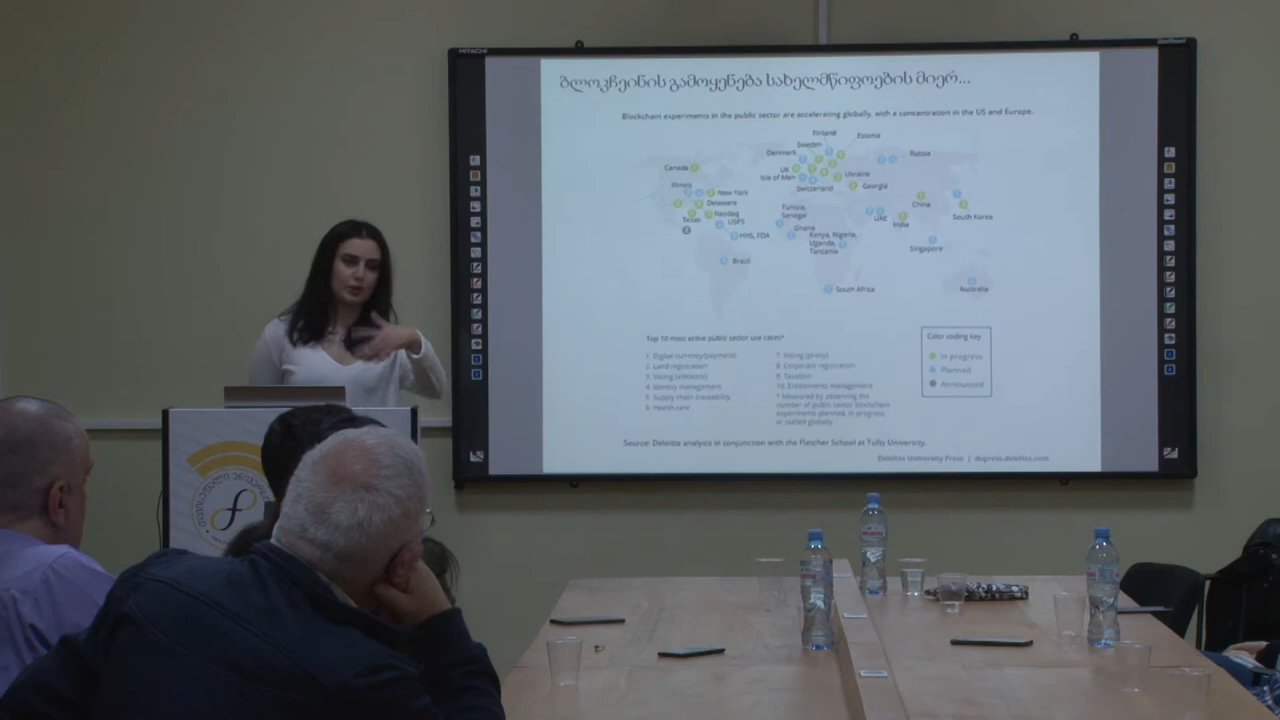 HITACHI
ბლოკჩეინის გამოყენება სახელმწიფოების მიერ...
Blockchain experiments in the public sector are accelerating globally, with a concentration in the US and Europe.
Finland
Estonia
Sweden
Denmark
Russia
Canada
UK
Isle of Man
Ukraine
Illinois
Switzerland
Georgia
New York
Delaware
China
Nasdaq
Tunisia,
Senegal
Texas
USPS
UAE
India
South Korea
Ghana
HHS, FDA
Kenya, Nigeria,
Uganda,
Tanzania
Singapore
Brazil
South Africa
Australia
Top 10 most active public sector use cases*
1. Digital currency/payments
2. Land registration
3. Voting (elections)
4. Identity management
5. Supply chain traceability
6. Health care
7. Voting (proxy)
8. Corporate registration
9. Taxation
10. Entitlements management
* Measured by observing the
number of public sector blockchain
experiments planned, in progress,
or stated globally
Color coding key
In progress
Planned
Announced
Source: Deloitte analysis in conjunction with the Fletcher School at Tufts University.
Deloitte University Press | dupress.deloitte.com